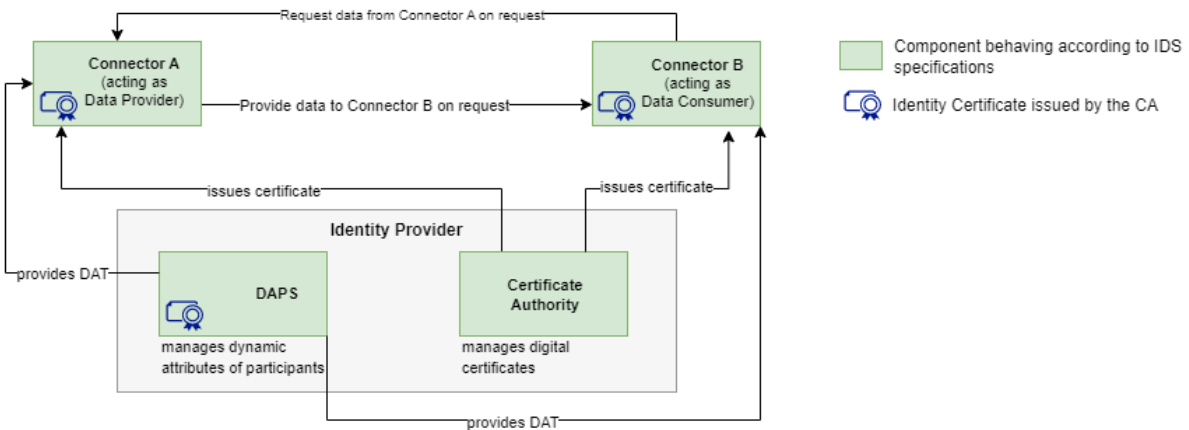 Request data from Connector A on request
Connector A
(acting as
Data Provider)
Connector B
(acting as
Data Consumer)
Component behaving according to IDS
specifications
Provide data to Connector B on request
Identity Certificate issued by the CA
issues certificate
issues certificate
Identity Provider
provides DAT
DAPS
Certificate
Authority
manages dynamic
attributes of participants
manages digital
certificates
provides DAT